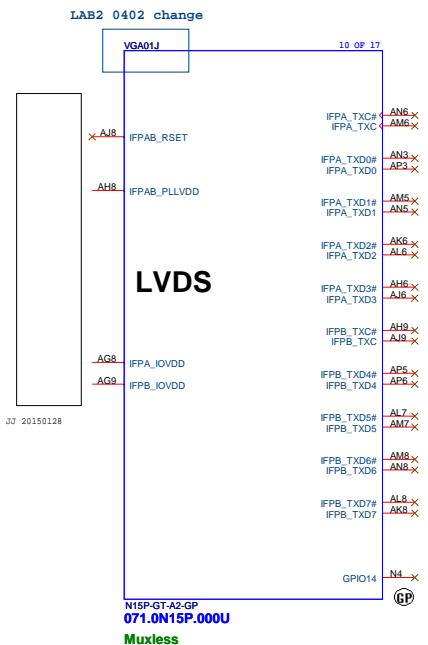 LAB2 0402 change
VGA01J 10 OF 17
IFPA_TXC# AN6
IFPA_TXC AM6
AJ8 IFPAB_RSET
IFPA_TXD0# AN3
IFPA_TXD0 AP3
AH8 IFPAB_PLLVDD
IFPA_TXD1# AM5
IFPA_TXD1 AN5
IFPA_TXD2# AK6
IFPA_TXD2 AL6
LVDS
IFPA_TXD3# AH6
IFPA_TXD3 AJ6
IFPB_TXC# AH9
IFPB_TXC AJ9
AG8 IFPA_IOVDD
IFPB_TXD4# AP5
AG9 IFPB_IOVDD
IFPB_TXD4 AP6
JJ 20150128
IFPB_TXD5# AL7
IFPB_TXD5 AM7
IFPB_TXD6# AM8
IFPB_TXD6 AN8
IFPB_TXD7# AL8
IFPB_TXD7 AK8
GPIO14 N4
GP
N15P-GT-A2-GP
071.0N15P.000U
Muxless